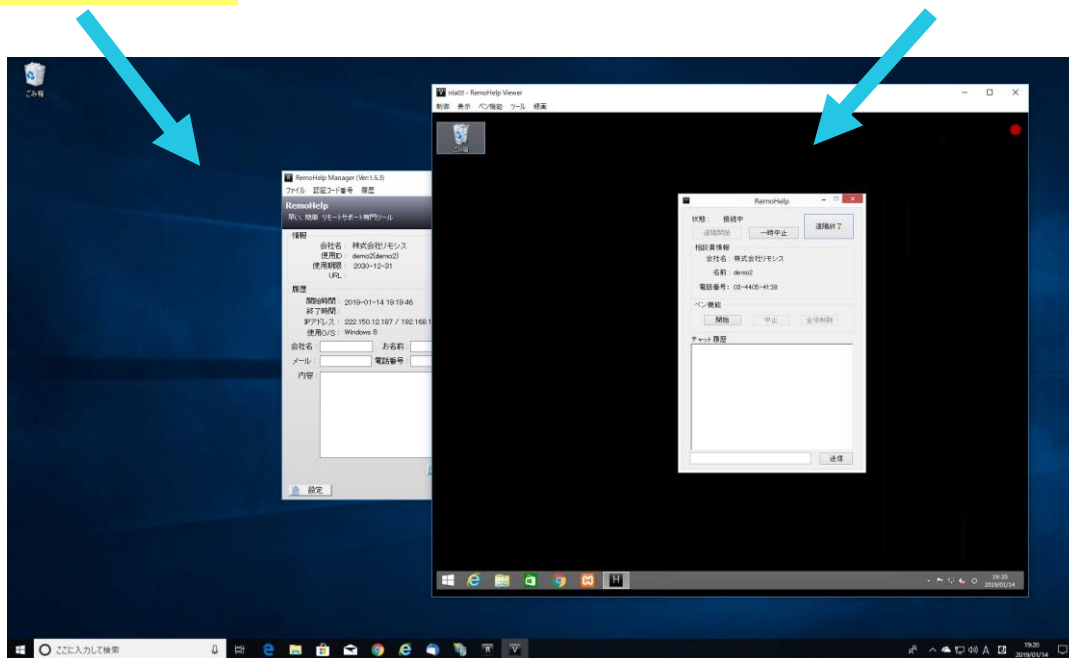 ごみ箱
nla03 - RemoHelp Viewer
制御 表示 ペン機能 ツール 録画
ごみ箱
RemoHelp Manager (Ver:1.5.3)
ファイル 認証コード番号 履歴
RemoHelp
早い、簡単 リモートサポート専門ツール
情報
会社名 : 株式会社リモシス
使用ID : demo2(demo2)
使用期限 : 2030-12-31
URL :
履歴
開始時間 : 2019-01-14 19:19:46
終了時間 :
IPアドレス : 222.150.12.187 / 192.168.1
使用O/S : Windows 8
会社名 : お名前 :
メール : 電話番号 :
内容 :
設定
RemoHelp
状態 : 接続中
遠隔開始 一時中止 遠隔終了
相談員情報
会社名 : 株式会社リモシス
名前 : demo2
電話番号 : 03-4405-4138
ペン機能
開始 中止 全体削除
チャット履歴
送信
19:20
2019/01/14
ここに入力して検索
A
19:20
2019/01/14